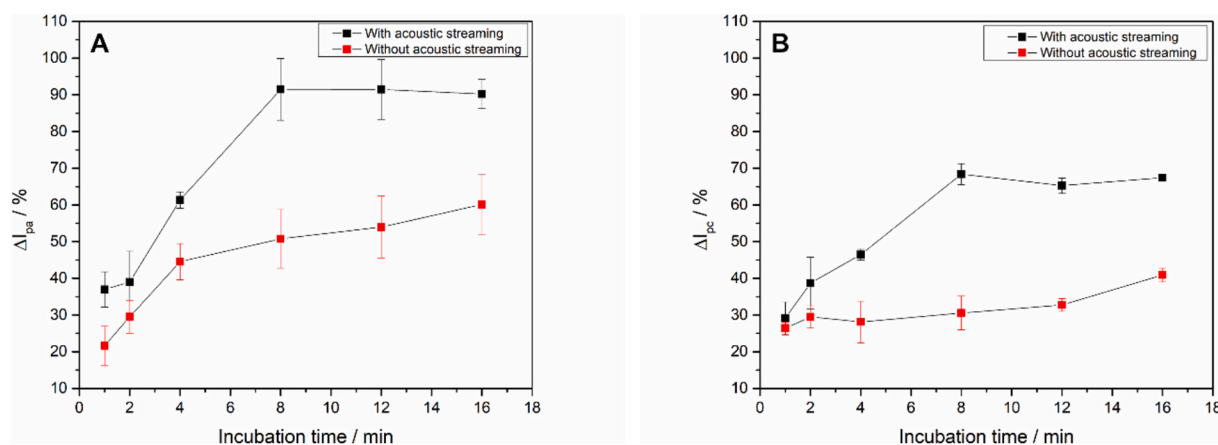 A
With acoustic streaming
Without acoustic streaming
ΔIpa / %
110
100
90
80
70
60
50
40
30
20
10
0 2 4 6 8 10 12 14 16 18
Incubation time / min
B
With acoustic streaming
Without acoustic streaming
ΔIpc / %
110
100
90
80
70
60
50
40
30
20
10
0 2 4 6 8 10 12 14 16 18
Incubation time / min